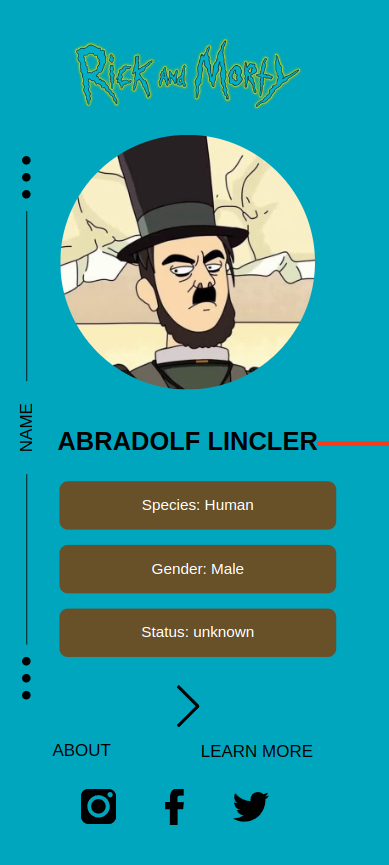 Rick and Morty
NAME
ABRADOLF LINCLER
Species: Human
Gender: Male
Status: unknown
ABOUT
LEARN MORE